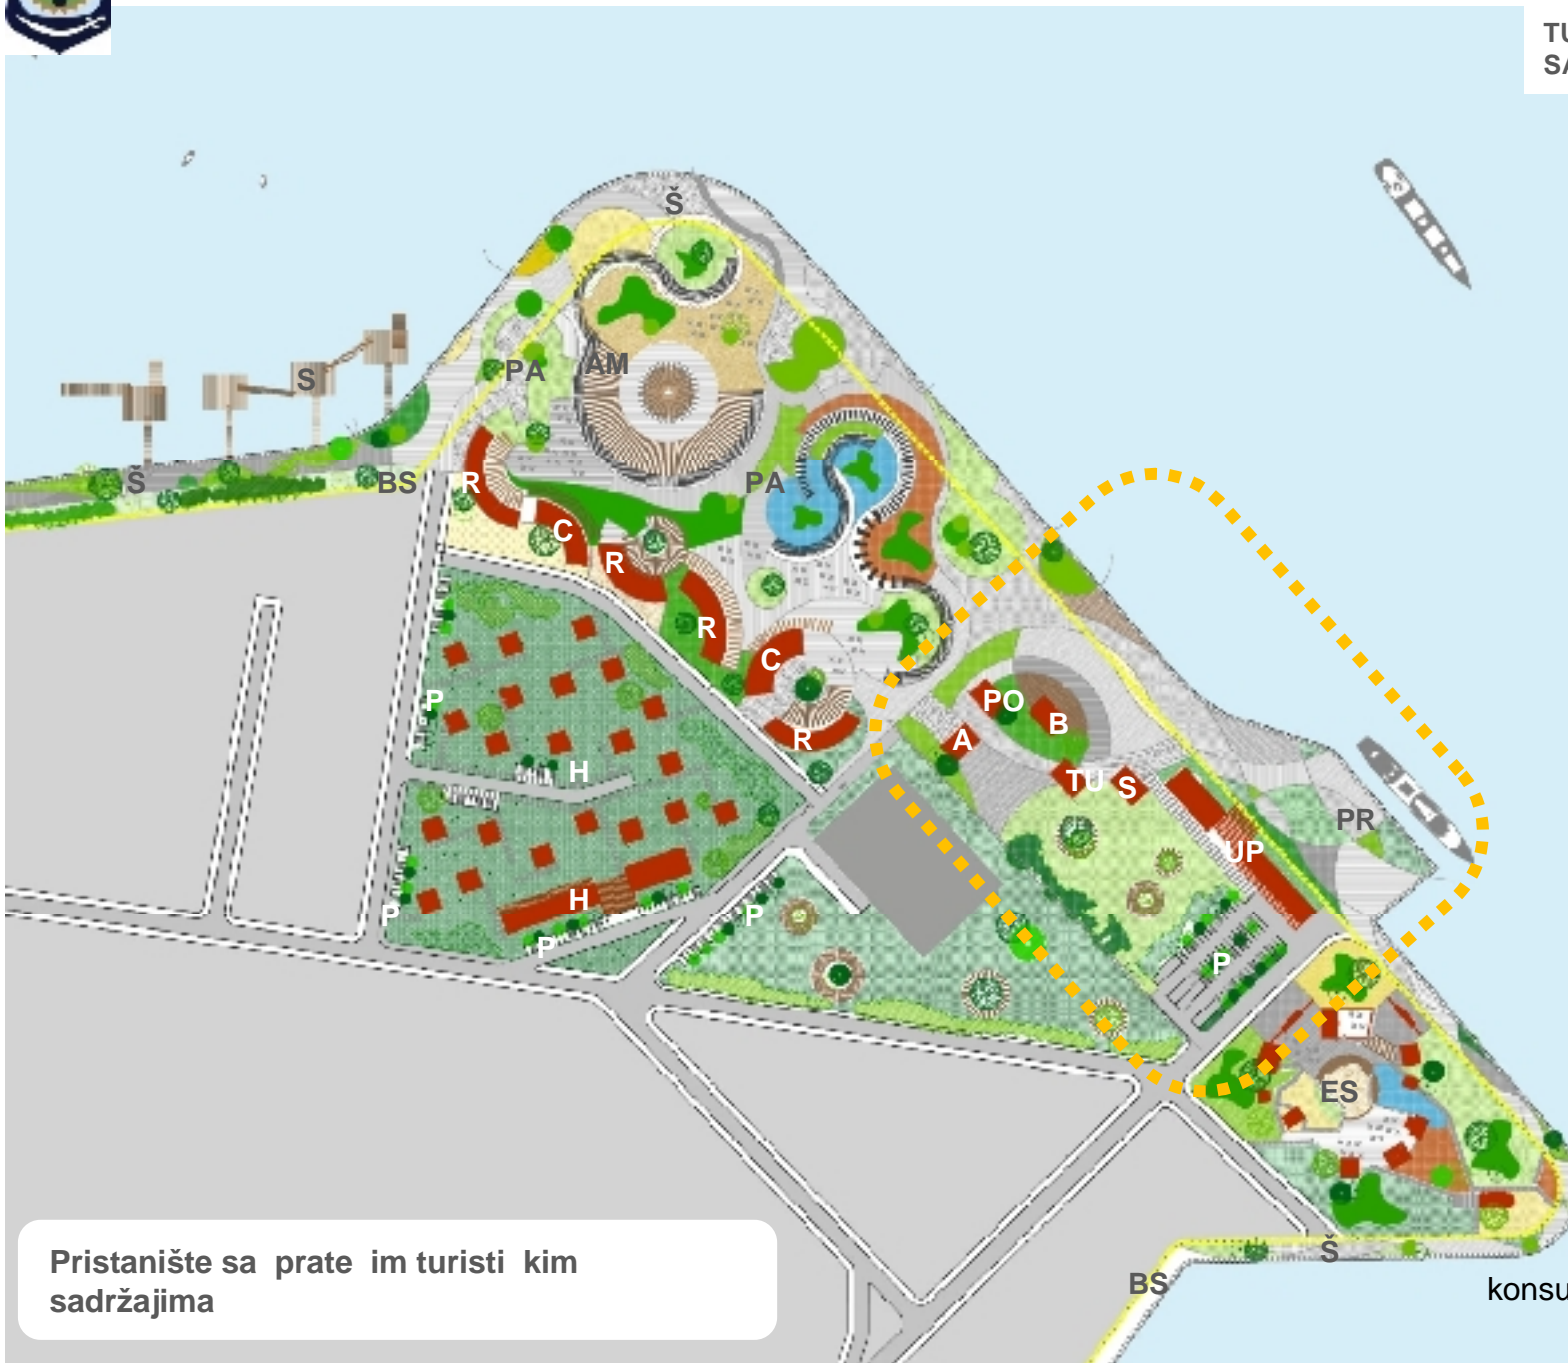 TU
SA
Š
PA
AM
S
Š
BS
R
PA
C
R
R
C
PO
B
P
A
R
H
TU
S
PR
UP
H
P
P
P
P
ES
Š
BS
Pristanište sa prate im turisti kim
sadržajima
konsu